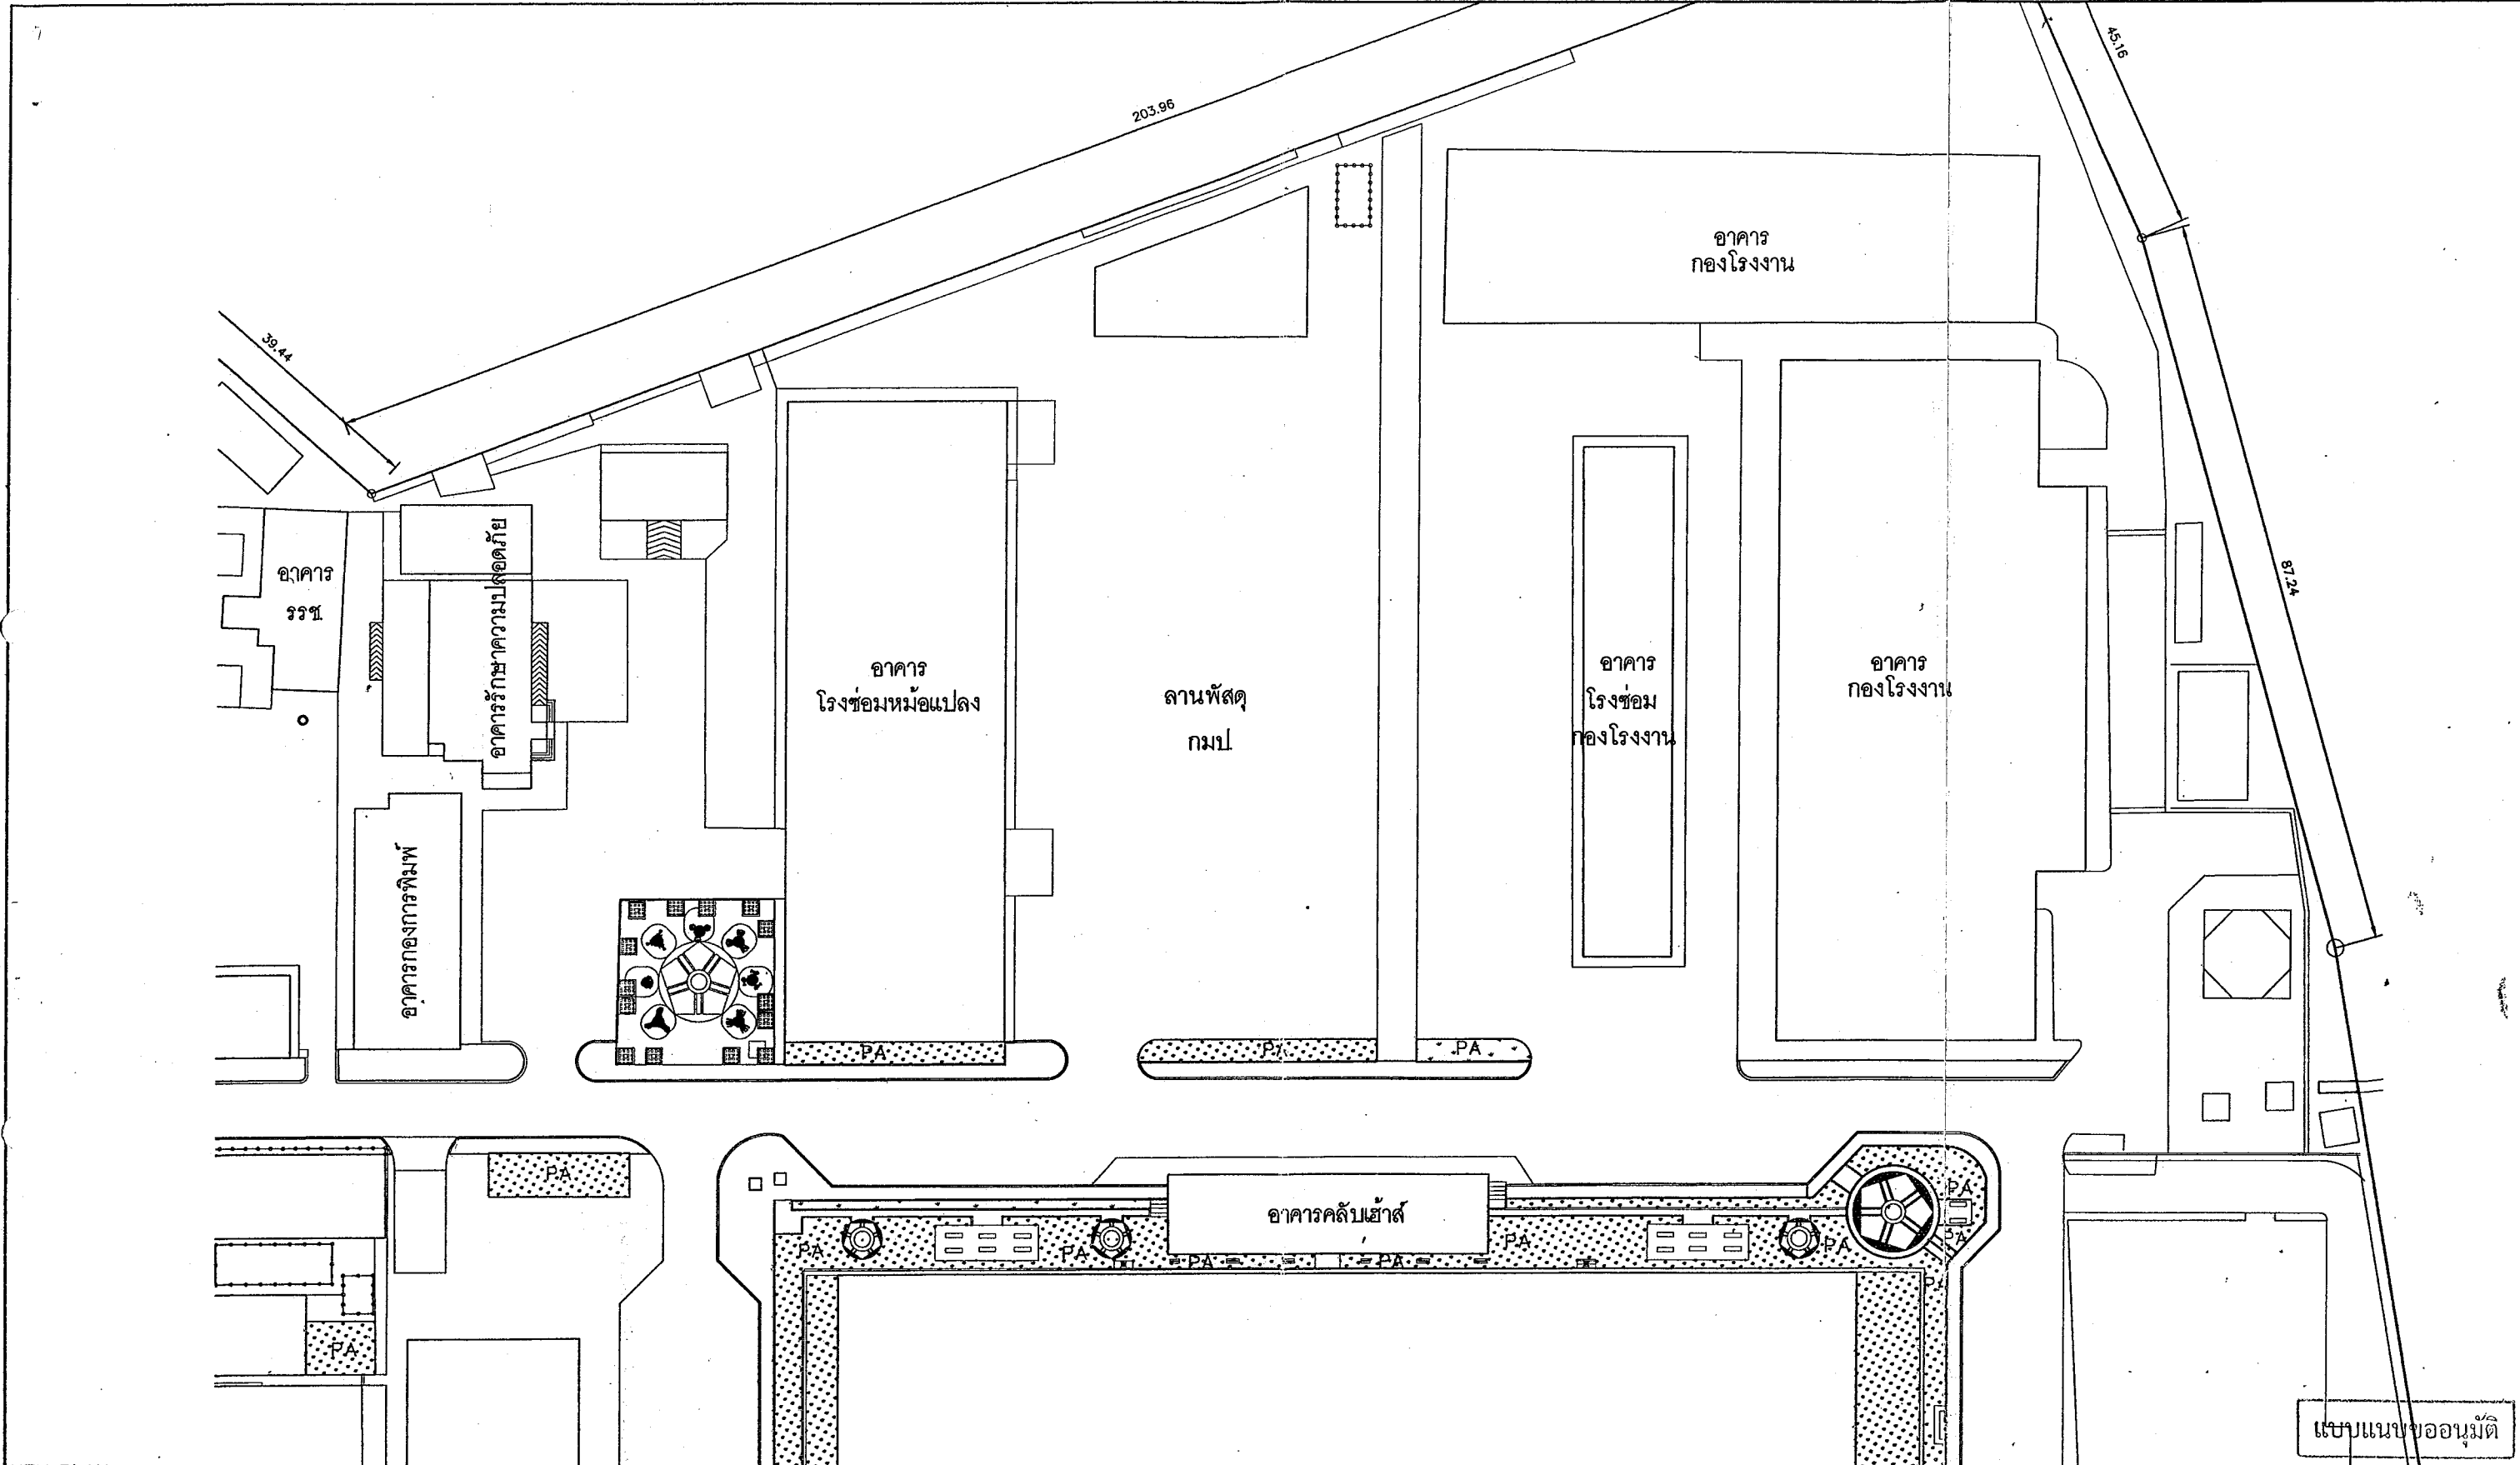 45.16
203.96
39.44
87.24
อาคาร
กองโรงงาน
อาคาร
รรช.
อาคารรักษาความปลอดภัย
อาคาร
โรงซ่อมหม้อแปลง
ลานพัสดุ
กมป.
อาคาร
โรงซ่อม
กองโรงงาน
อาคาร
กองโรงงาน
อาคารกองการพิมพ์
PA
PA
PA
PA
อาคารคลับเฮ้าส์
PA
PA
PA
PA
PA
PA
PA
PA
PA
PA
แบบแนบขออนุมัติ